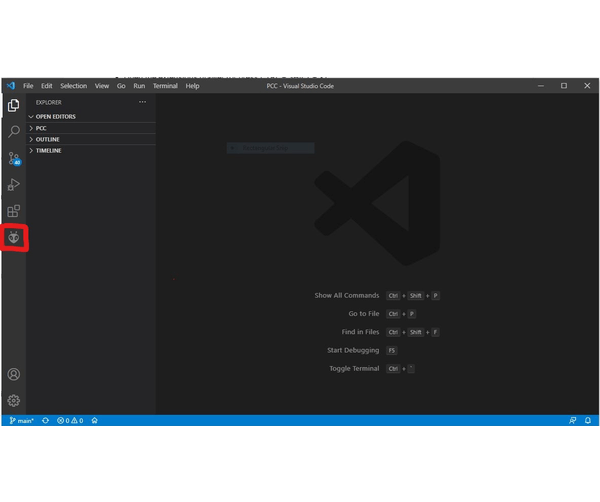 File Edit Selection View Go Run Terminal Help PCC - Visual Studio Code
EXPLORER ...
OPEN EDITORS
PCC
OUTLINE
TIMELINE
40
Show All Commands Ctrl + Shift + P
Go to File Ctrl + P
Find in Files Ctrl + Shift + F
Start Debugging F5
Toggle Terminal Ctrl + `
main* 0 0